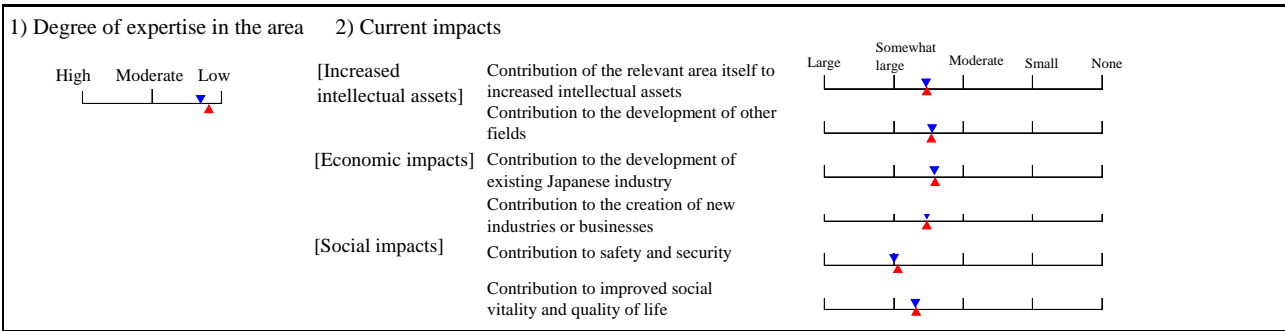 1) Degree of expertise in the area 2) Current impacts
High Moderate Low
[Increased
intellectual assets]
Contribution of the relevant area itself to
increased intellectual assets
Large Somewhat
large Moderate Small None
Contribution to the development of other
fields
[Economic impacts] Contribution to the development of
existing Japanese industry
Contribution to the creation of new
industries or businesses
[Social impacts] Contribution to safety and security
Contribution to improved social
vitality and quality of life